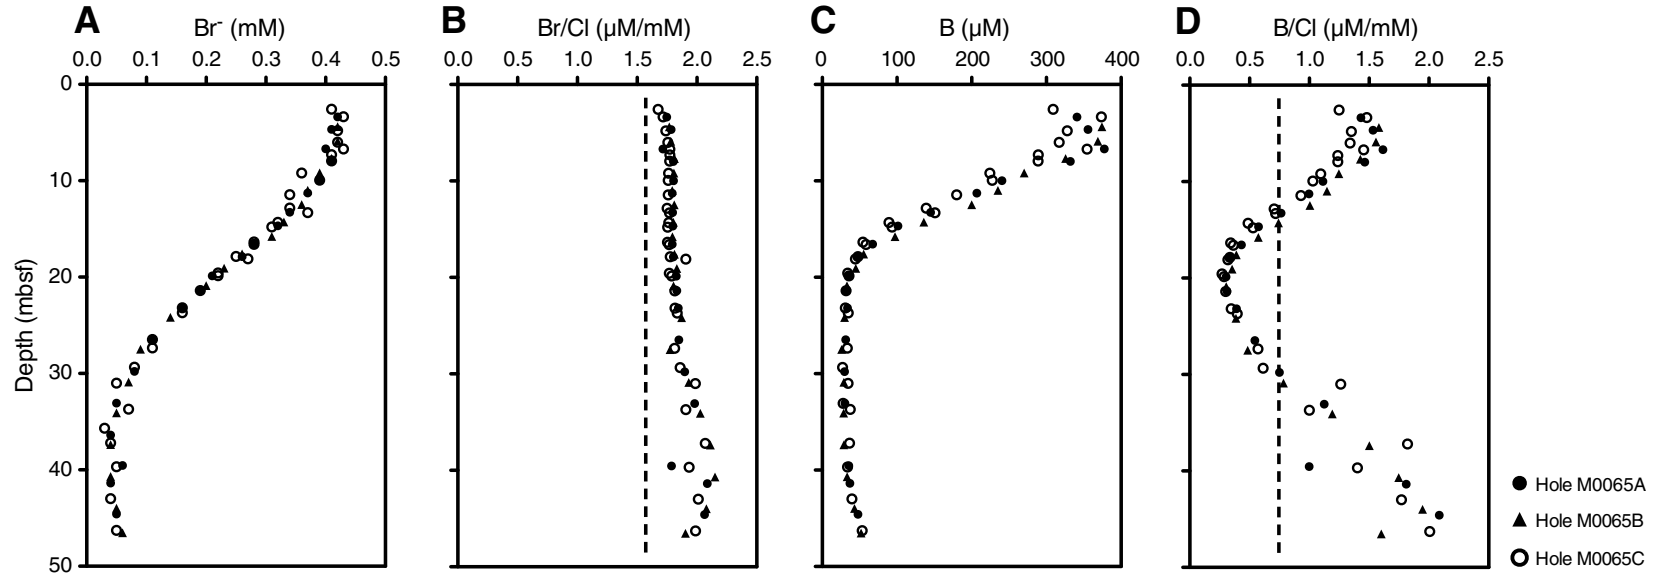 A Br⁻ (mM)
B Br/Cl (µM/mM)
C B (µM)
D B/Cl (µM/mM)
0.0 0.1 0.2 0.3 0.4 0.5
0.0 0.5 1.0 1.5 2.0 2.5
0 100 200 300 400
0.0 0.5 1.0 1.5 2.0 2.5
0
10
20
30
40
50
Depth (mbsf)
Hole M0065A
Hole M0065B
Hole M0065C